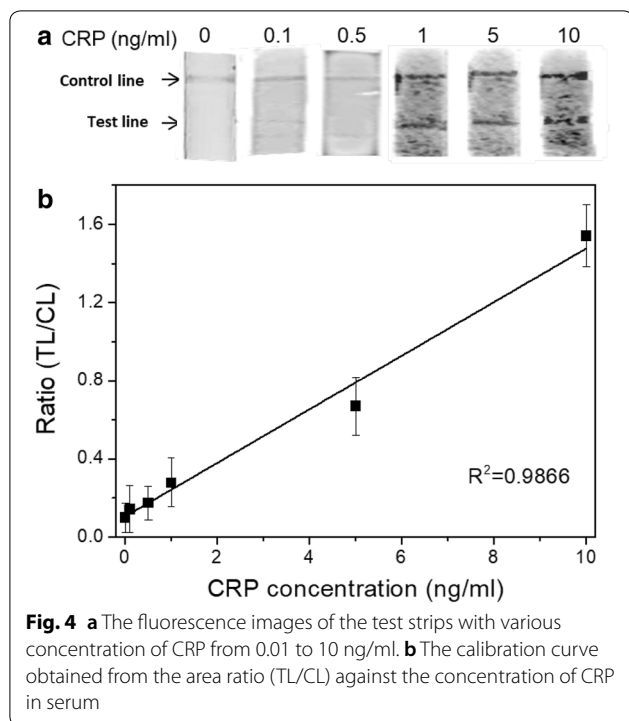 a CRP (ng/ml) 0 0.1 0.5 1 5 10
Control line
Test line
b
Ratio (TL/CL)
1.6
1.2
0.8
0.4
0.0
R²=0.9866
0 2 4 6 8 10
CRP concentration (ng/ml)
Fig. 4 a The fluorescence images of the test strips with various
concentration of CRP from 0.01 to 10 ng/ml. b The calibration curve
obtained from the area ratio (TL/CL) against the concentration of CRP
in serum